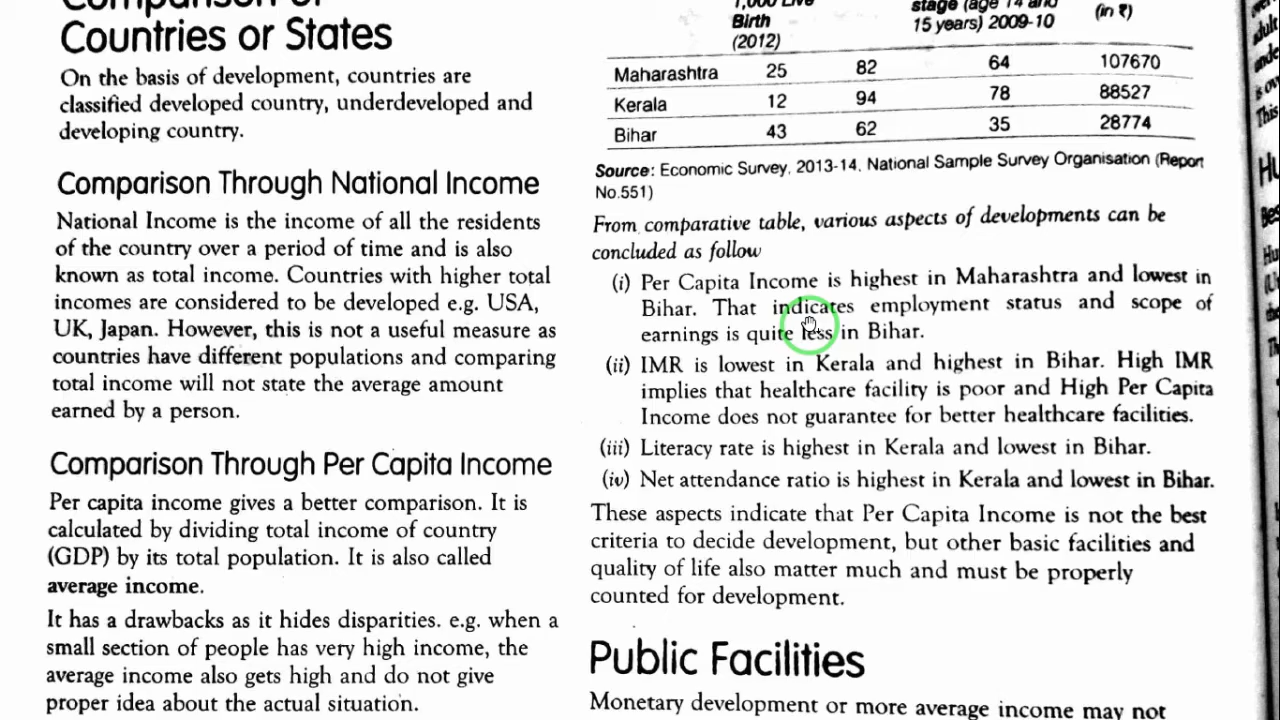 Comparison of
Countries or States
On the basis of development, countries are
classified developed country, underdeveloped and
developing country.
Comparison Through National Income
National Income is the income of all the residents
of the country over a period of time and is also
known as total income. Countries with higher total
incomes are considered to be developed e.g. USA,
UK, Japan. However, this is not a useful measure as
countries have different populations and comparing
total income will not state the average amount
earned by a person.
Comparison Through Per Capita Income
Per capita income gives a better comparison. It is
calculated by dividing total income of country
(GDP) by its total population. It is also called
average income.
It has a drawbacks as it hides disparities. e.g. when a
small section of people has very high income, the
average income also gets high and do not give
proper idea about the actual situation.
1,000 Live stage (age 14 and (in ₹)
Birth 15 years) 2009-10
(2012)
Maharashtra 25 82 64 107670
Kerala 12 94 78 88527
Bihar 43 62 35 28774
Source: Economic Survey, 2013-14, National Sample Survey Organisation (Report
No.551)
From comparative table, various aspects of developments can be
concluded as follow
(i) Per Capita Income is highest in Maharashtra and lowest in
Bihar. That indicates employment status and scope of
earnings is quite less in Bihar.
(ii) IMR is lowest in Kerala and highest in Bihar. High IMR
implies that healthcare facility is poor and High Per Capita
Income does not guarantee for better healthcare facilities.
(iii) Literacy rate is highest in Kerala and lowest in Bihar.
(iv) Net attendance ratio is highest in Kerala and lowest in Bihar.
These aspects indicate that Per Capita Income is not the best
criteria to decide development, but other basic facilities and
quality of life also matter much and must be properly
counted for development.
Public Facilities
Monetary development or more average income may not